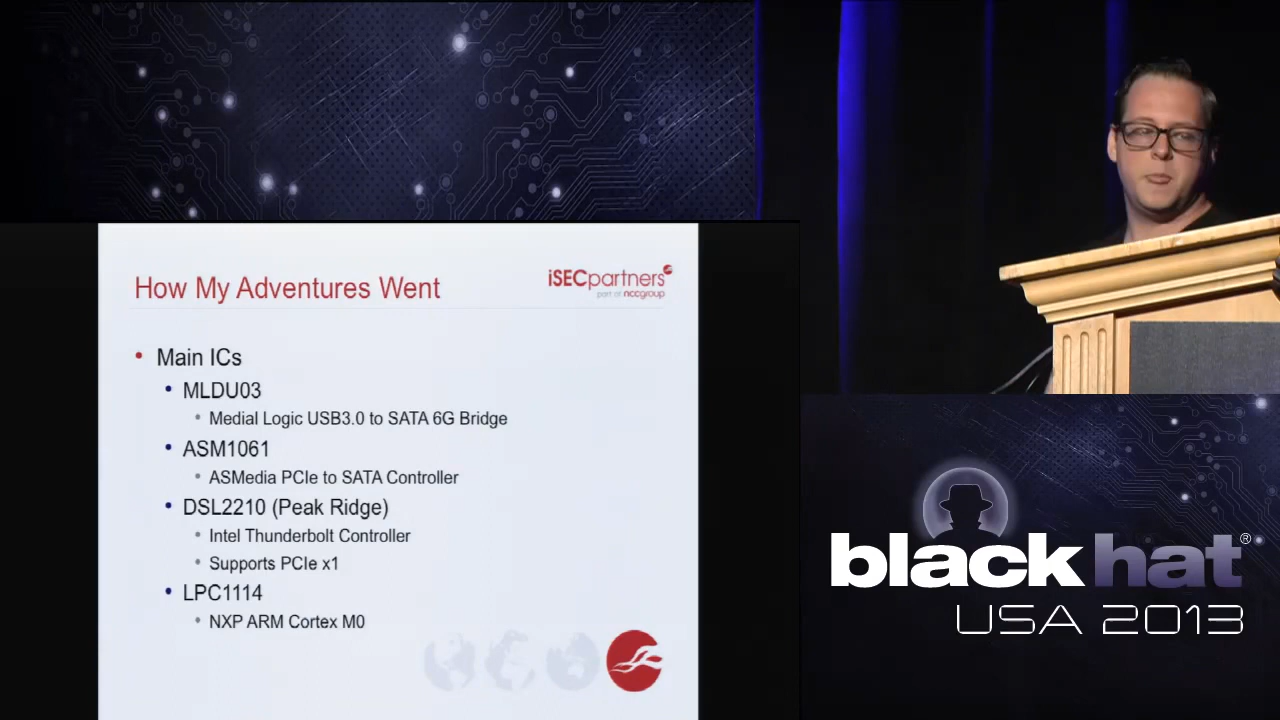 How My Adventures Went
iSECpartners
part of nccgroup
• Main ICs
• MLDU03
• Medial Logic USB3.0 to SATA 6G Bridge
• ASM1061
• ASMedia PCIe to SATA Controller
• DSL2210 (Peak Ridge)
• Intel Thunderbolt Controller
• Supports PCIe x1
• LPC1114
• NXP ARM Cortex M0
black hat®
USA 2013